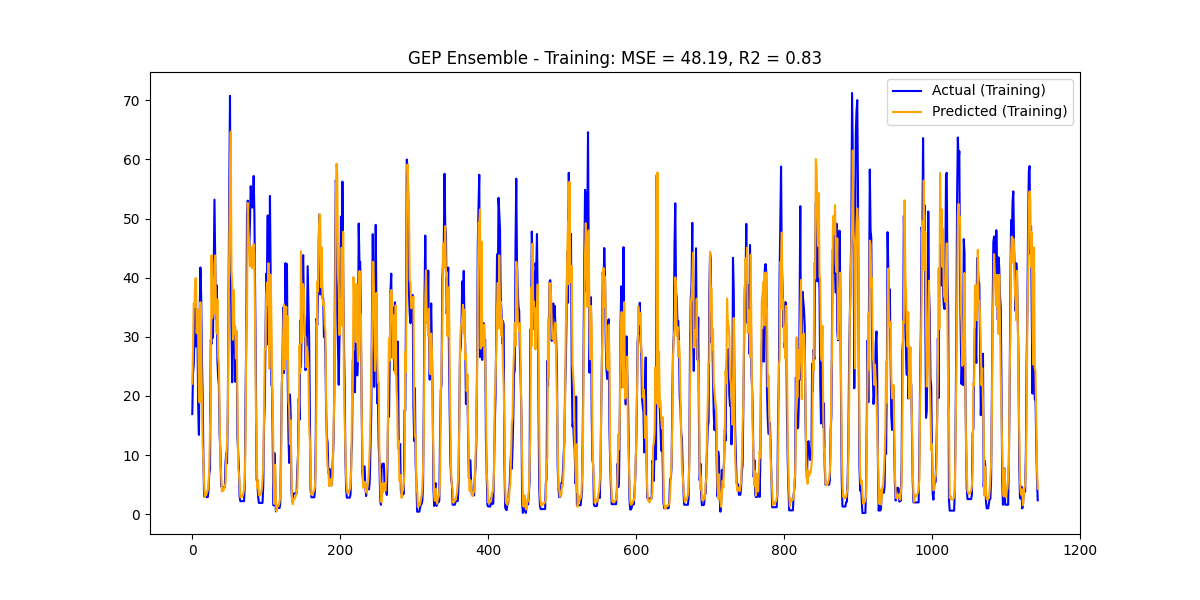 GEP Ensemble - Training: MSE = 48.19, R2 = 0.83
Actual (Training)
Predicted (Training)
70
60
50
40
30
20
10
0
0 200 400 600 800 1000 1200